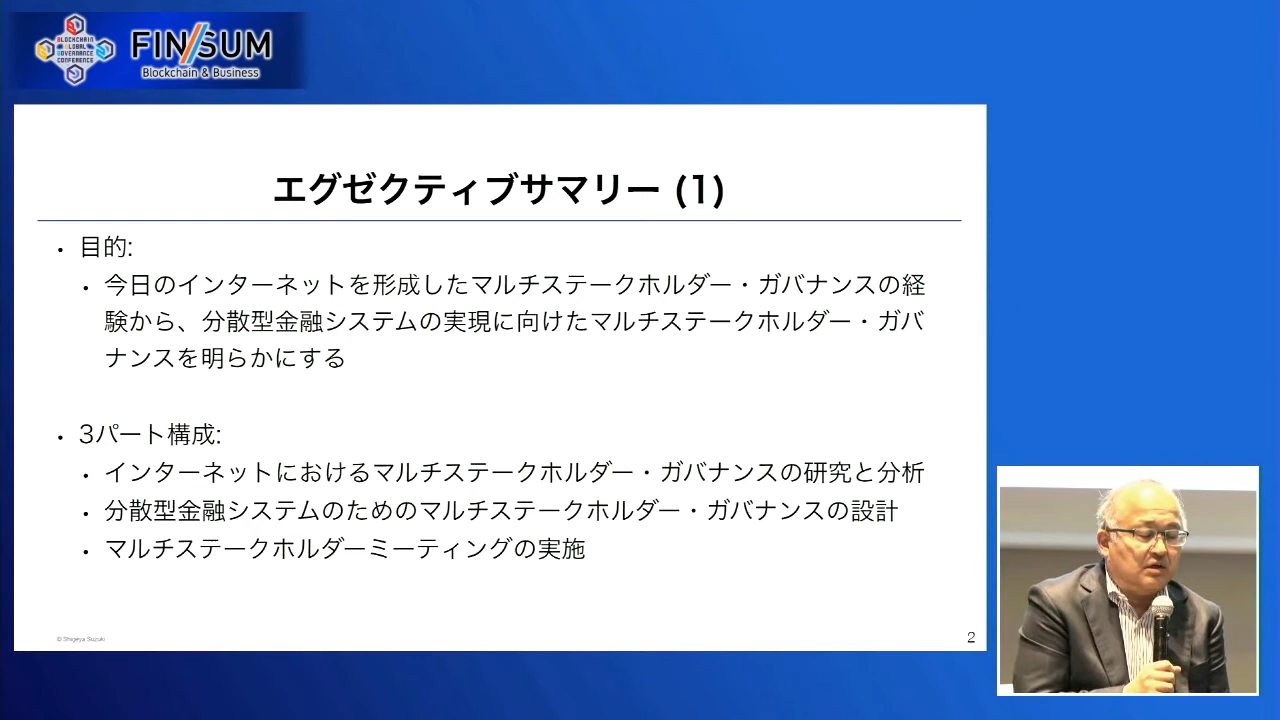 BLOCKCHAIN
GLOBAL
GOVERNANCE
CONFERENCE
FIN/SUM
Blockchain & Business
エグゼクティブサマリー (1)
・ 目的:
・ 今日のインターネットを形成したマルチステークホルダー・ガバナンスの経
験から、分散型金融システムの実現に向けたマルチステークホルダー・ガバ
ナンスを明らかにする
・ 3パート構成:
・ インターネットにおけるマルチステークホルダー・ガバナンスの研究と分析
・ 分散型金融システムのためのマルチステークホルダー・ガバナンスの設計
・ マルチステークホルダーミーティングの実施
© Shigeya Suzuki
2